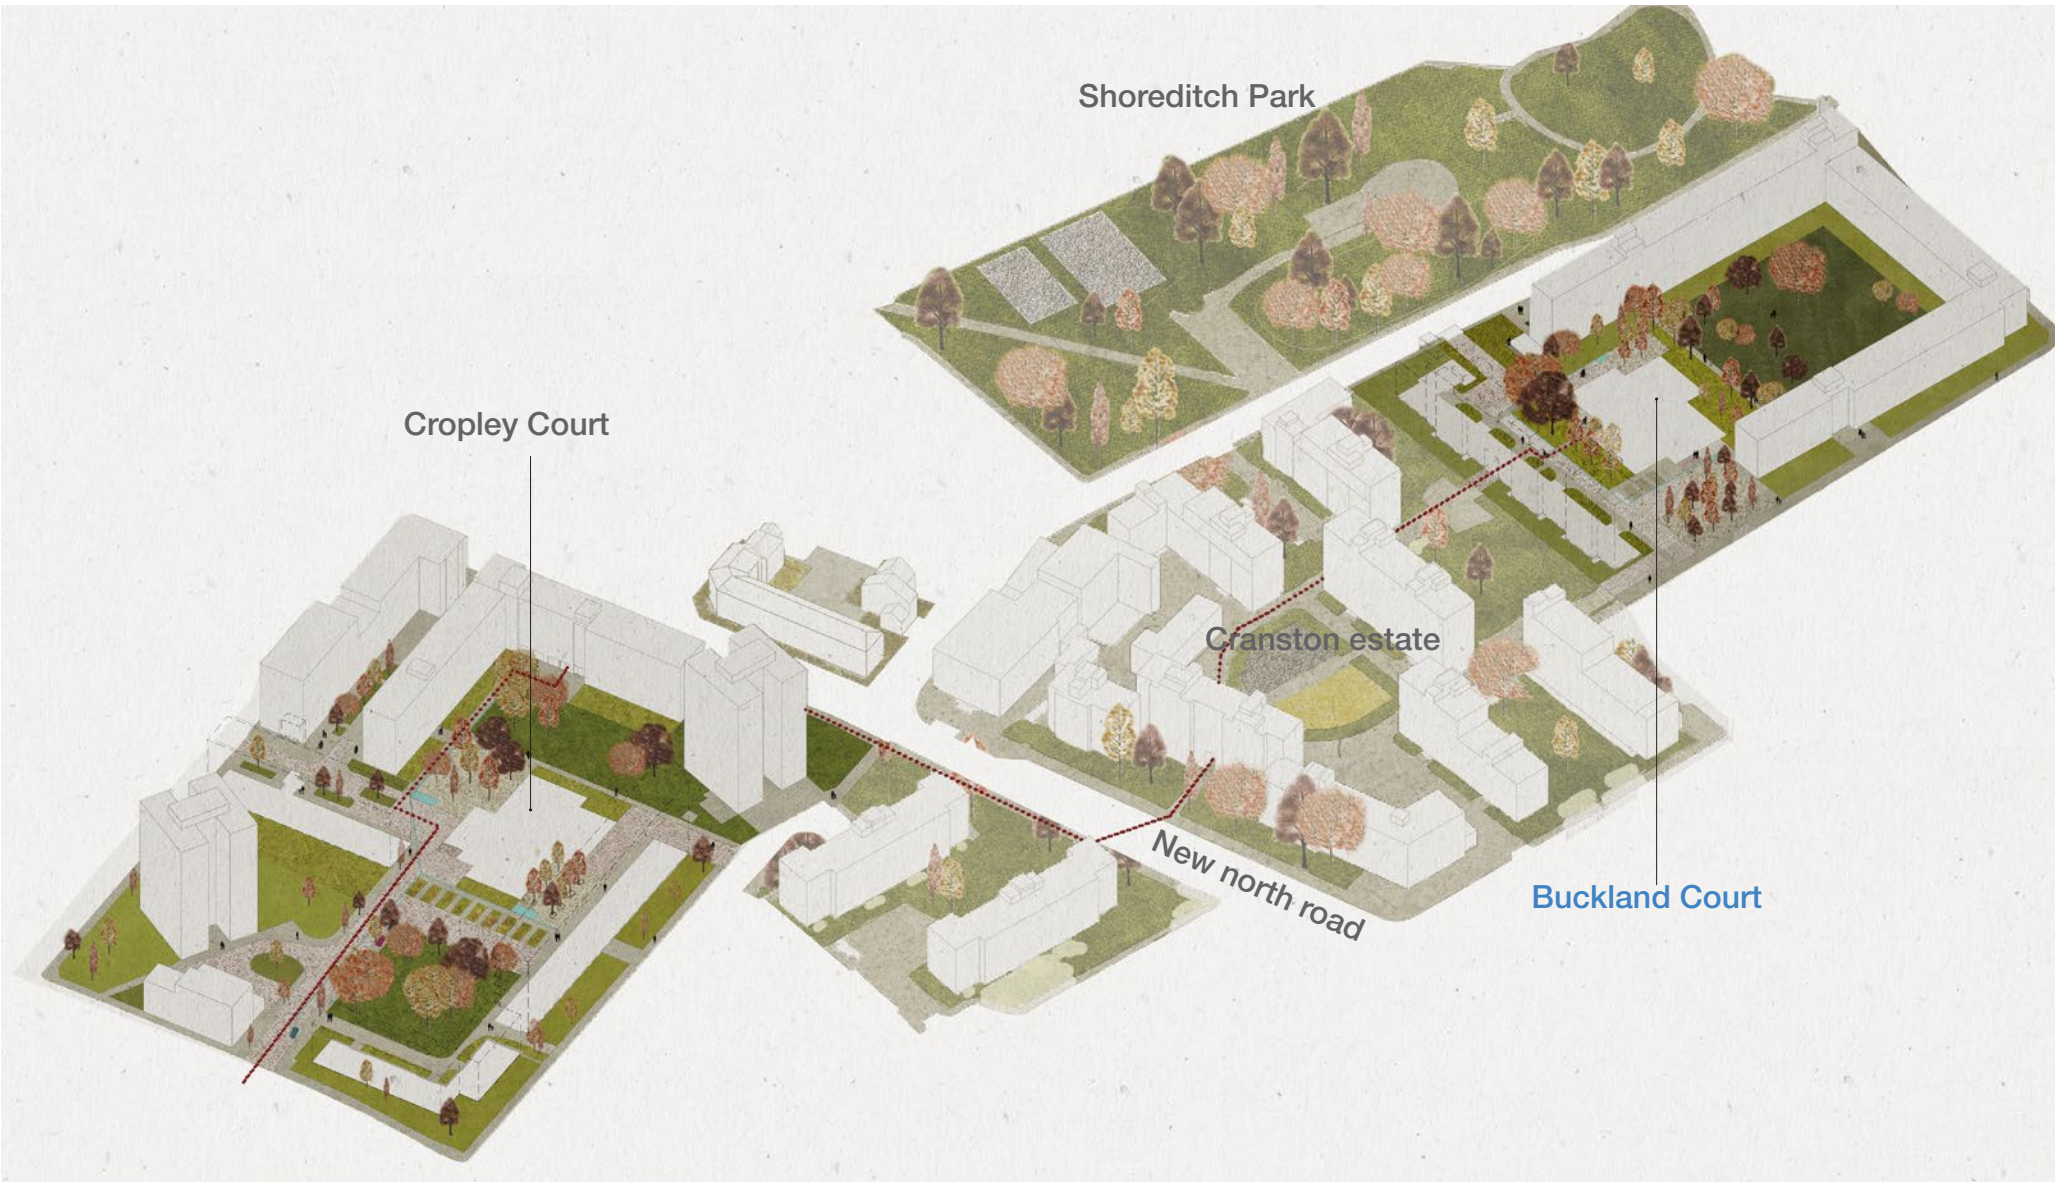 Shoreditch Park
Cropley Court
Cranston estate
New north road
Buckland Court